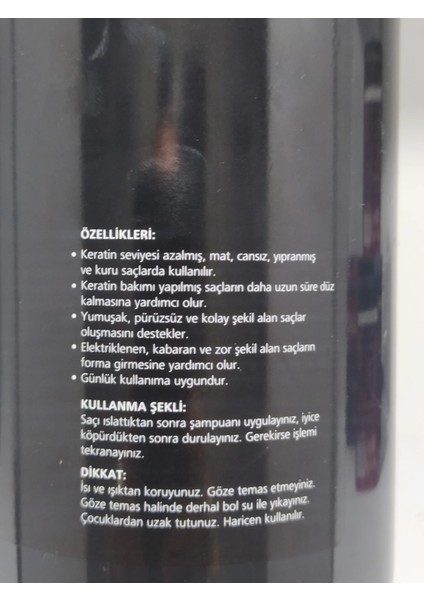 ÖZELLİKLERİ:
• Keratin seviyesi azalmış, mat, cansız, yıpranmış
ve kuru saçlarda kullanılır.
• Keratin bakımı yapılmış saçların daha uzun süre düz
kalmasına yardımcı olur.
• Yumuşak, pürüzsüz ve kolay şekil alan saçlar
oluşmasını destekler.
• Elektriklenen, kabaran ve zor şekil alan saçların
forma girmesine yardımcı olur.
• Günlük kullanıma uygundur.
KULLANMA ŞEKLİ:
Saçı ıslattıktan sonra şampuanı uygulayınız, iyice
köpürdükten sonra durulayınız. Gerekirse işlemi
tekranayınız.
DİKKAT:
Isı ve ışıktan koruyunuz. Göze temas etmeyiniz.
Göze temas halinde derhal bol su ile yıkayınız.
Çocuklardan uzak tutunuz. Haricen kullanılır.